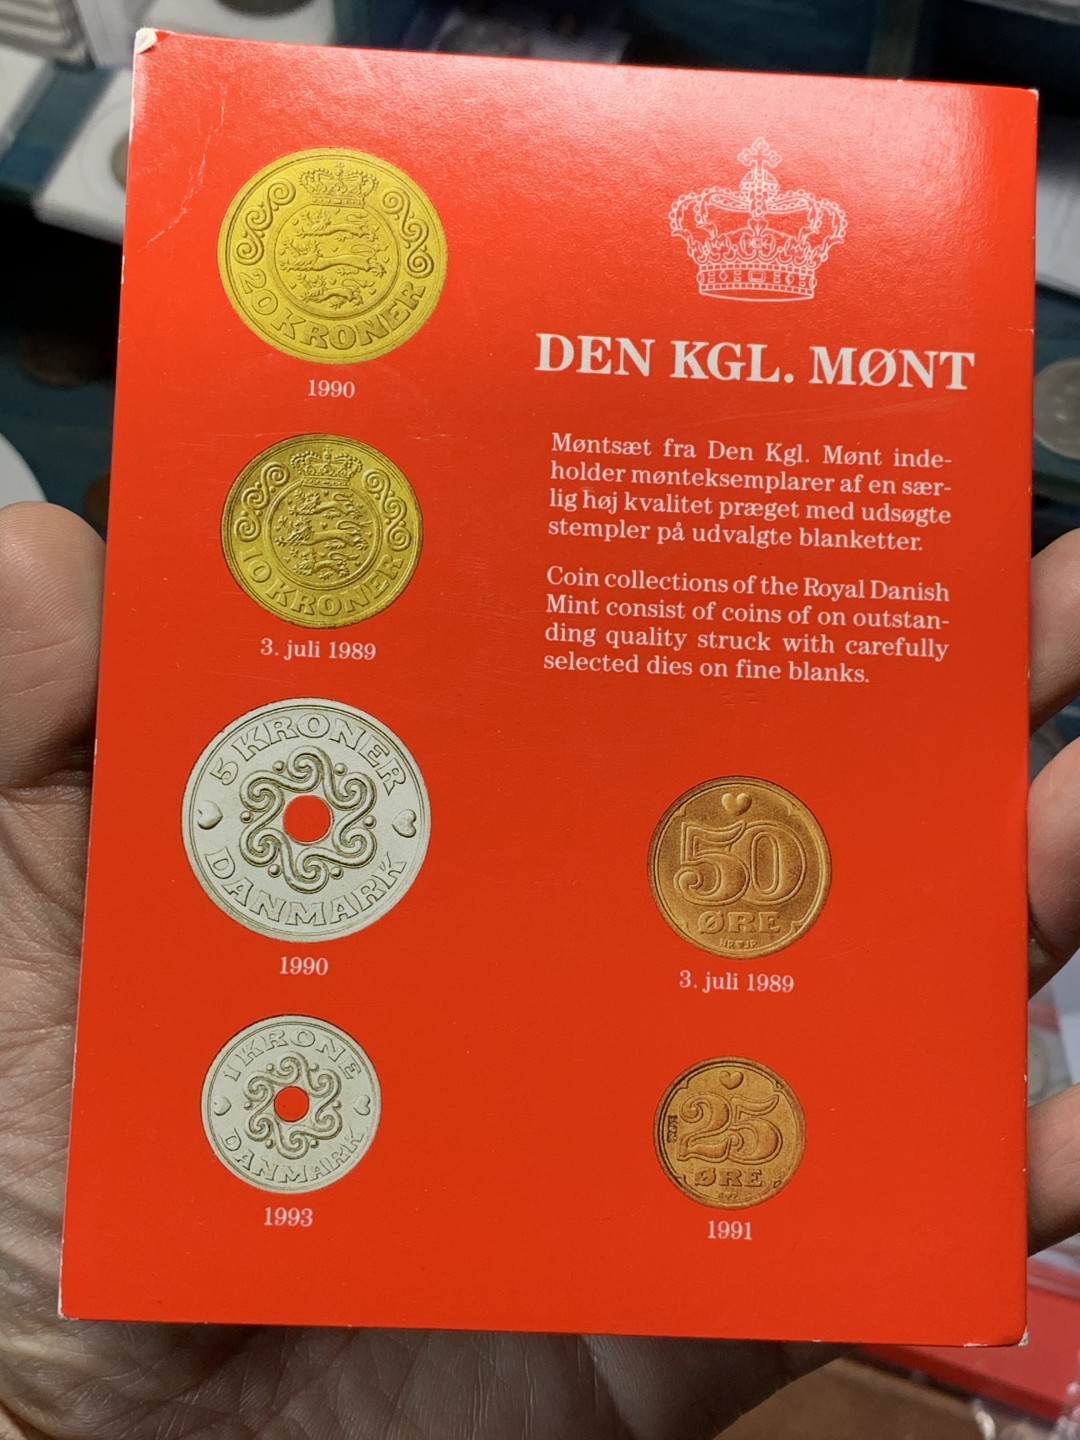 20 KRONER
1990
10 KRONER
3. juli 1989
5 KRONER
DANMARK
1990
1 KRONE
DANMARK
1993
DEN KGL. MØNT
Møntsæt fra Den Kgl. Mønt inde-
holder mønteksemplarer af en sær-
lig høj kvalitet præget med udsøgte
stempler på udvalgte blanketter.
Coin collections of the Royal Danish
Mint consist of coins of on outstan-
ding quality struck with carefully
selected dies on fine blanks.
50
ØRE
3. juli 1989
25
ØRE
1991